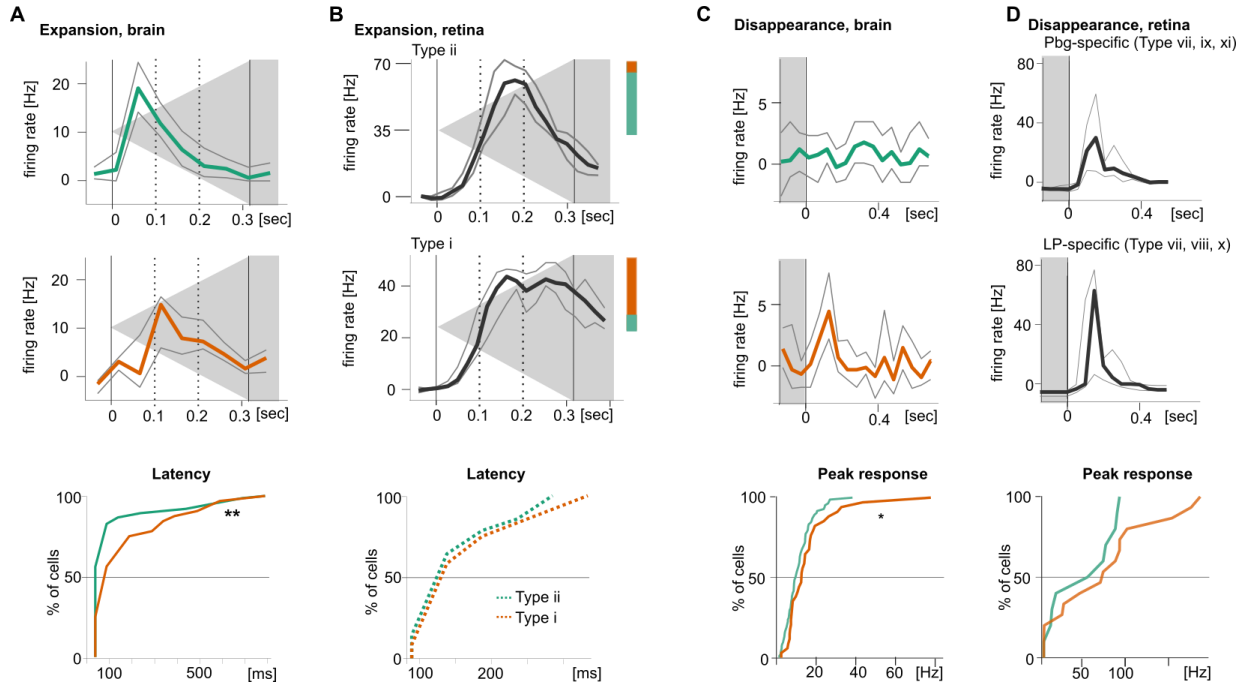 A
Expansion, brain
firing rate [Hz]
20
10
0
0 0.1 0.2 0.3 [sec]
firing rate [Hz]
20
10
0
0 0.1 0.2 0.3 [sec]
Latency
% of cells
100
50
0
100 500 [ms]
**
B
Expansion, retina
Type ii
firing rate [Hz]
70
35
0
0 0.1 0.2 0.3 [sec]
Type i
firing rate [Hz]
40
20
0
0 0.1 0.2 0.3 [sec]
Latency
% of cells
100
50
0
100 200 [ms]
Type ii
Type i
C
Disappearance, brain
firing rate [Hz]
5
0
0.4 [sec]
firing rate [Hz]
5
0
0.4 [sec]
Peak response
% of cells
100
50
0
20 40 60 [Hz]
*
D
Disappearance, retina
Pbg-specific (Type vii, ix, xi)
firing rate [Hz]
80
40
0
0 0.4 [sec]
LP-specific (Type vii, viii, x)
firing rate [Hz]
80
40
0
0 0.4 [sec]
Peak response
% of cells
100
50
0
50 100 [Hz]